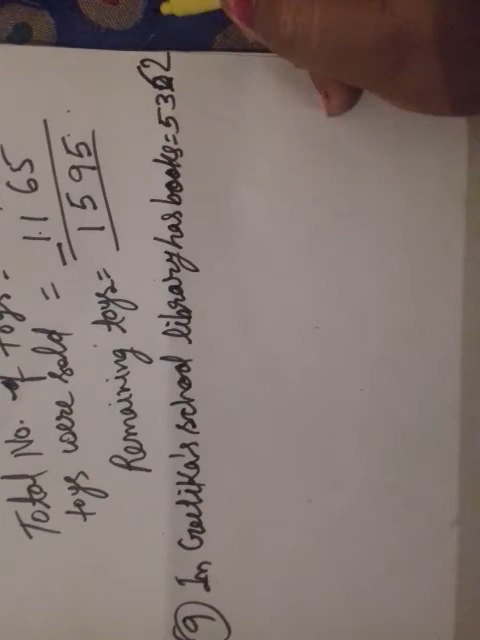 Total No. of toys =
toys were sold = - 1165
Remaining toys = 1595
9) In Geetika's school library has books = 5362